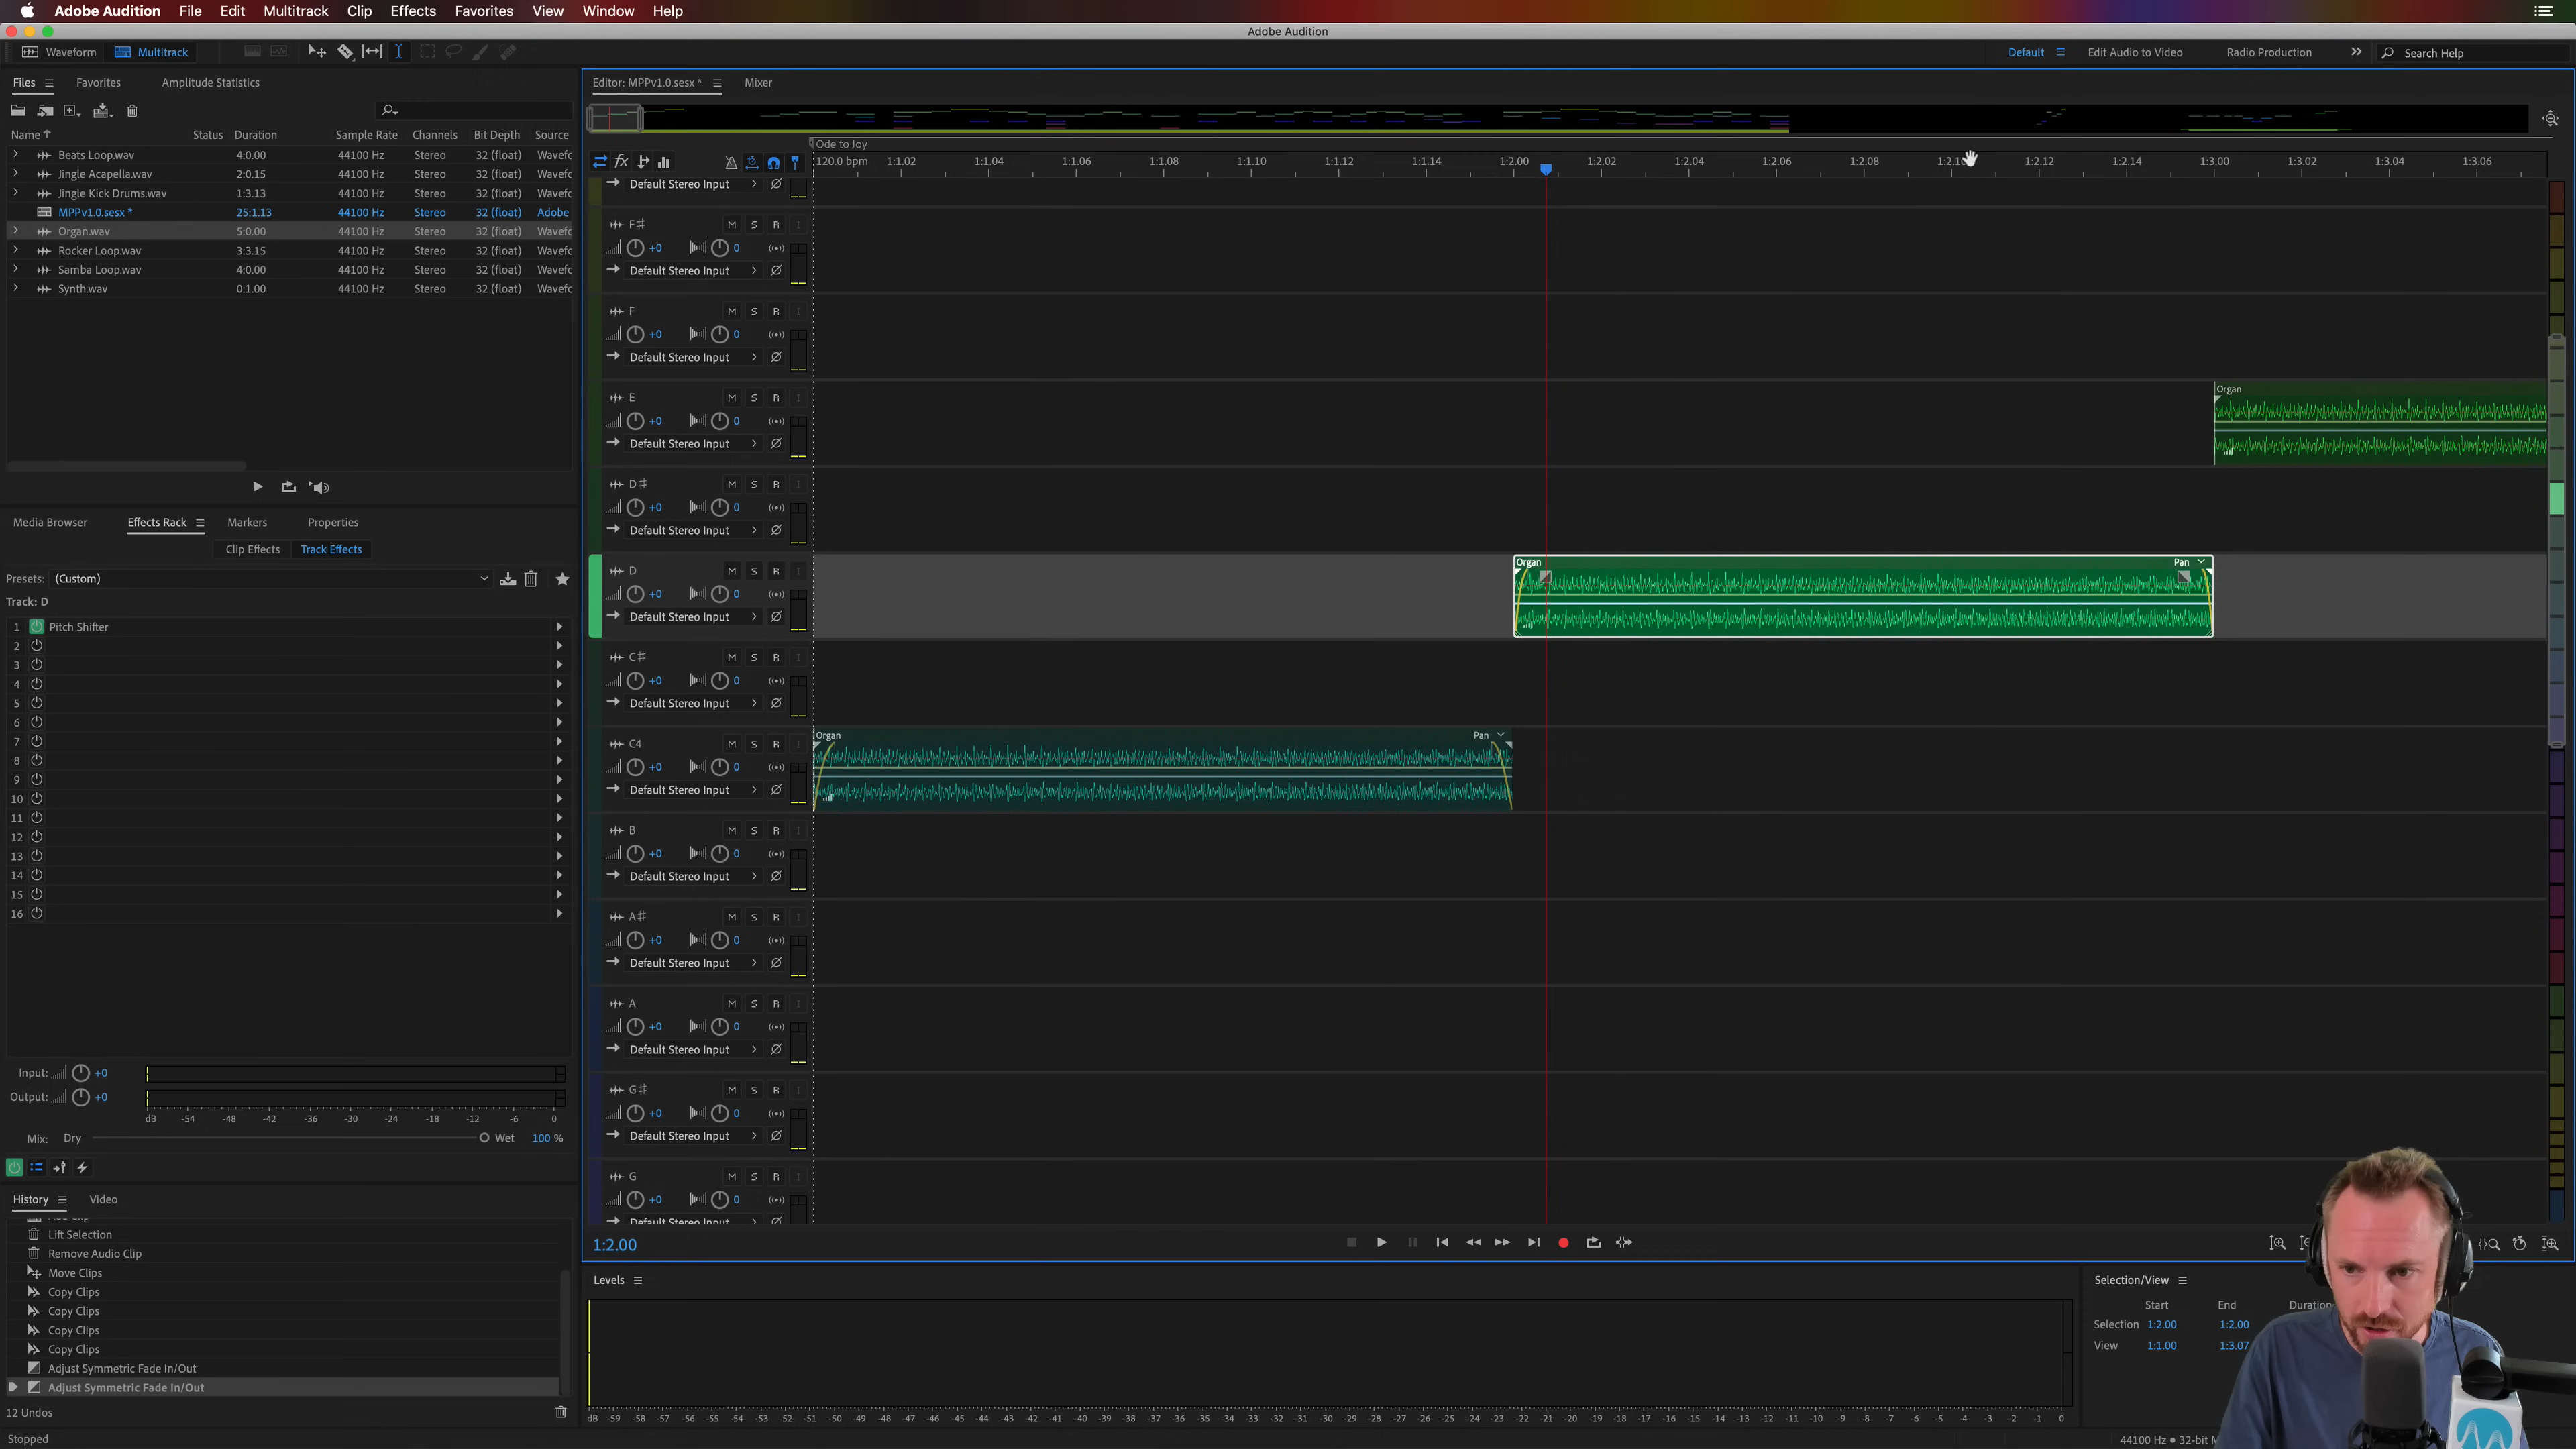 Adobe Audition File Edit Multitrack Clip Effects Favorites View Window Help
Adobe Audition
Waveform Multitrack Default Edit Audio to Video Radio Production Search Help
Files Favorites Amplitude Statistics
Name Status Duration Sample Rate Channels Bit Depth Source
Beats Loop.wav 4:0.00 44100 Hz Stereo 32 (float) Wavefo
Jingle Acapella.wav 2:0.15 44100 Hz Stereo 32 (float) Wavefo
Jingle Kick Drums.wav 1:3.13 44100 Hz Stereo 32 (float) Wavefo
MPPv1.0.sesx * 25:1.13 44100 Hz Stereo 32 (float) Adobe
Organ.wav 5:0.00 44100 Hz Stereo 32 (float) Wavefo
Rocker Loop.wav 3:3.15 44100 Hz Stereo 32 (float) Wavefo
Samba Loop.wav 4:0.00 44100 Hz Stereo 32 (float) Wavefo
Synth.wav 0:1.00 44100 Hz Stereo 32 (float) Wavefo
Media Browser Effects Rack Markers Properties
Clip Effects Track Effects
Presets: (Custom)
Track: D
1 Pitch Shifter
2
3
4
5
6
7
8
9
10
11
12
13
14
15
16
Input: +0
Output: +0
dB -54 -48 -42 -36 -30 -24 -18 -12 -6 0
Mix: Dry Wet 100 %
History Video
Lift Selection
Remove Audio Clip
Move Clips
Copy Clips
Copy Clips
Copy Clips
Copy Clips
Adjust Symmetric Fade In/Out
Adjust Symmetric Fade In/Out
12 Undos
Stopped
Editor: MPPv1.0.sesx * Mixer
Ode to Joy
120.0 bpm 1:1.02 1:1.04 1:1.06 1:1.08 1:1.10 1:1.12 1:1.14 1:2.00 1:2.02 1:2.04 1:2.06 1:2.08 1:2.10 1:2.12 1:2.14 1:3.00 1:3.02 1:3.04 1:3.06
Default Stereo Input
F# M S R I
+0 0
Default Stereo Input
F M S R I
+0 0
Default Stereo Input
Organ
E M S R I
+0 0
Default Stereo Input
D# M S R I
+0 0
Default Stereo Input
Organ Pan
D M S R I
+0 0
Default Stereo Input
C# M S R I
+0 0
Default Stereo Input
Organ Pan
C4 M S R I
+0 0
Default Stereo Input
B M S R I
+0 0
Default Stereo Input
A# M S R I
+0 0
Default Stereo Input
A M S R I
+0 0
Default Stereo Input
G# M S R I
+0 0
Default Stereo Input
G M S R I
+0 0
Default Stereo Input
1:2.00
Levels
dB -59 -58 -57 -56 -55 -54 -53 -52 -51 -50 -49 -48 -47 -46 -45 -44 -43 -42 -41 -40 -39 -38 -37 -36 -35 -34 -33 -32 -31 -30 -29 -28 -27 -26 -25 -24 -23 -22 -21 -20 -19 -18 -17 -16 -15 -14 -13 -12 -11 -10 -9 -8 -7 -6 -5 -4 -3 -2 -1 0
Selection/View
Start End Duration
Selection 1:2.00 1:2.00
View 1:1.00 1:3.07
44100 Hz • 32-bit